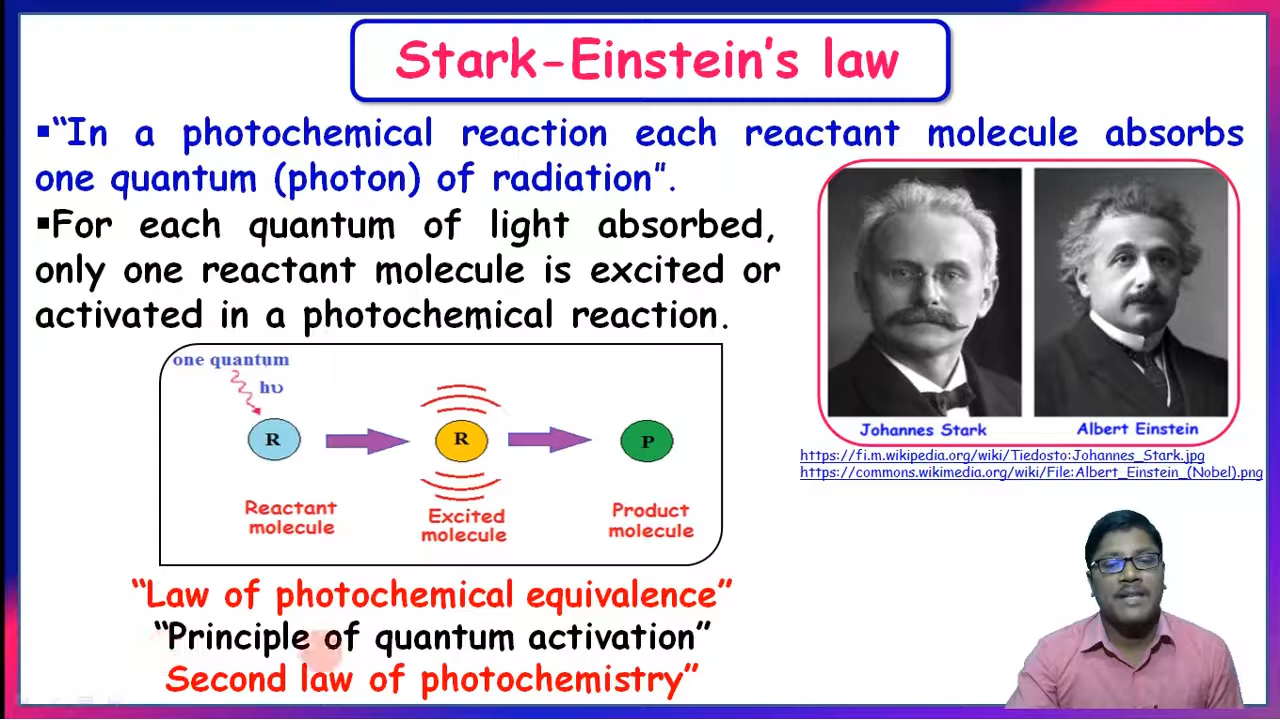 Stark-Einstein's law
▪“In a photochemical reaction each reactant molecule absorbs
one quantum (photon) of radiation”.
▪For each quantum of light absorbed,
only one reactant molecule is excited or
activated in a photochemical reaction.
one quantum
hυ
R
R
P
Reactant
molecule
Excited
molecule
Product
molecule
Johannes Stark
Albert Einstein
https://fi.m.wikipedia.org/wiki/Tiedosto:Johannes_Stark.jpg
https://commons.wikimedia.org/wiki/File:Albert_Einstein_(Nobel).png
“Law of photochemical equivalence”
“Principle of quantum activation”
Second law of photochemistry”